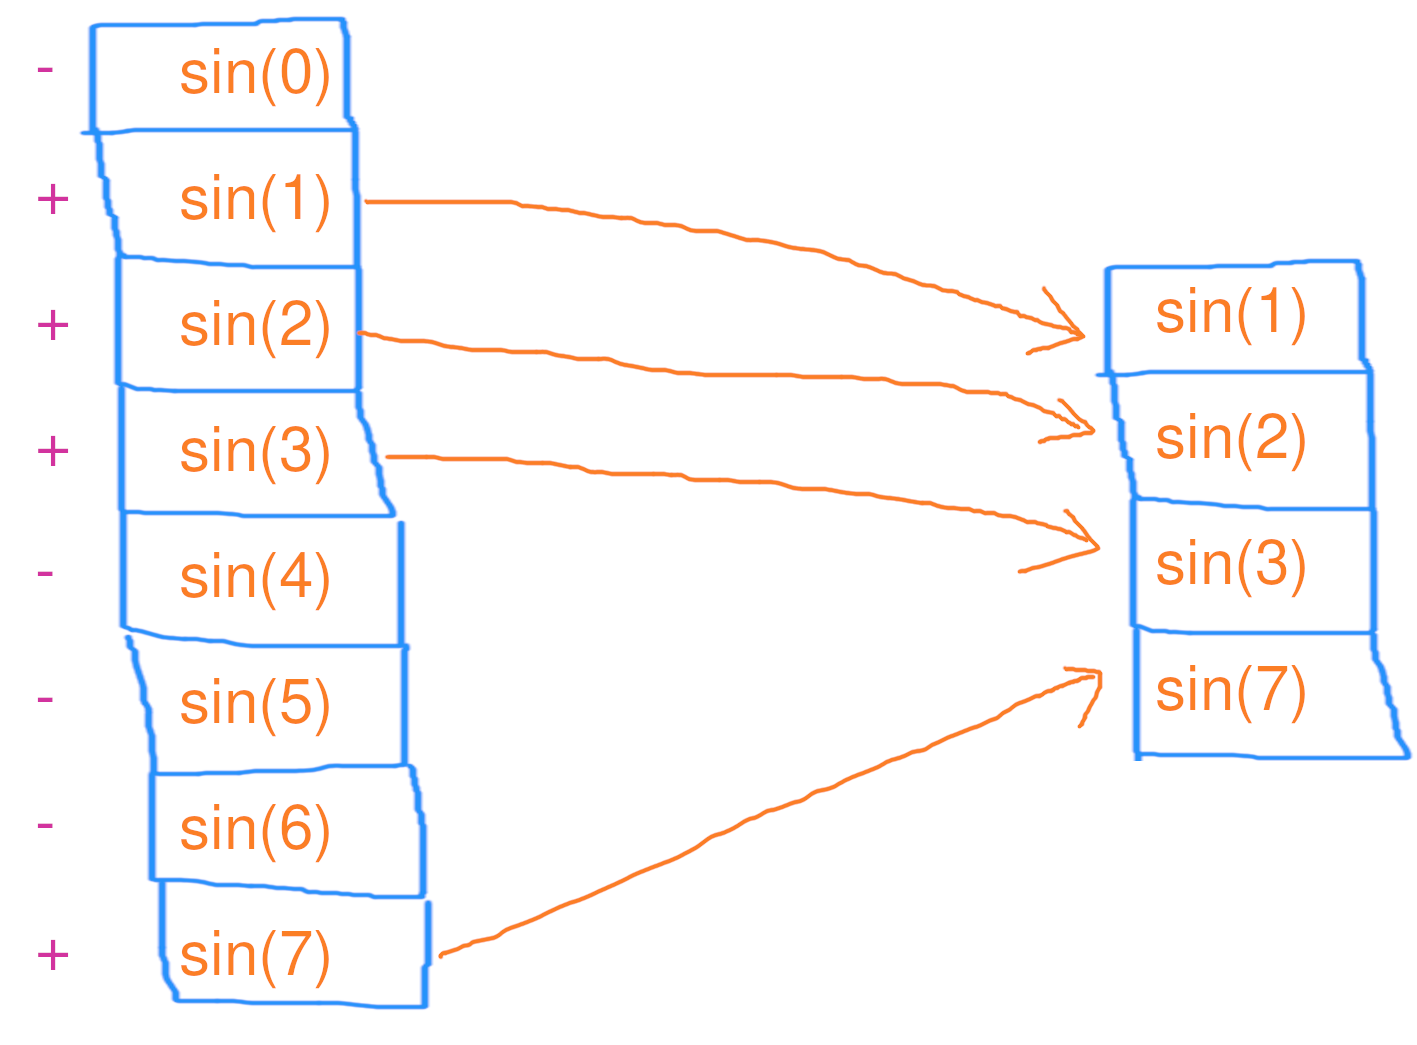 - sin(0)
+ sin(1)
+ sin(2)
+ sin(3)
- sin(4)
- sin(5)
- sin(6)
+ sin(7)
sin(1)
sin(2)
sin(3)
sin(7)